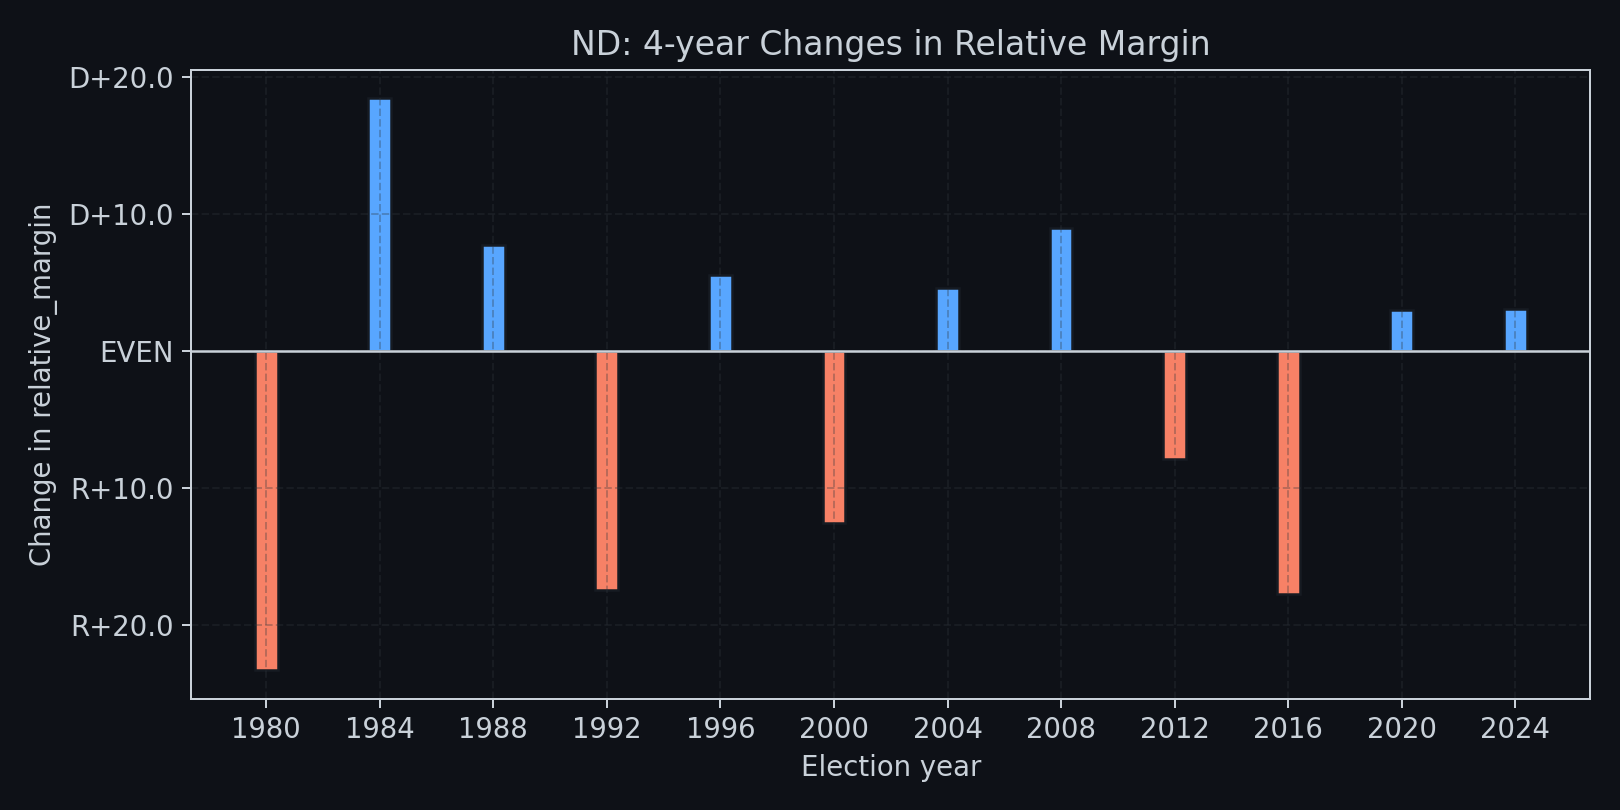 ND: 4-year Changes in Relative Margin
Change in relative_margin
D+20.0
D+10.0
EVEN
R+10.0
R+20.0
1980 1984 1988 1992 1996 2000 2004 2008 2012 2016 2020 2024
Election year